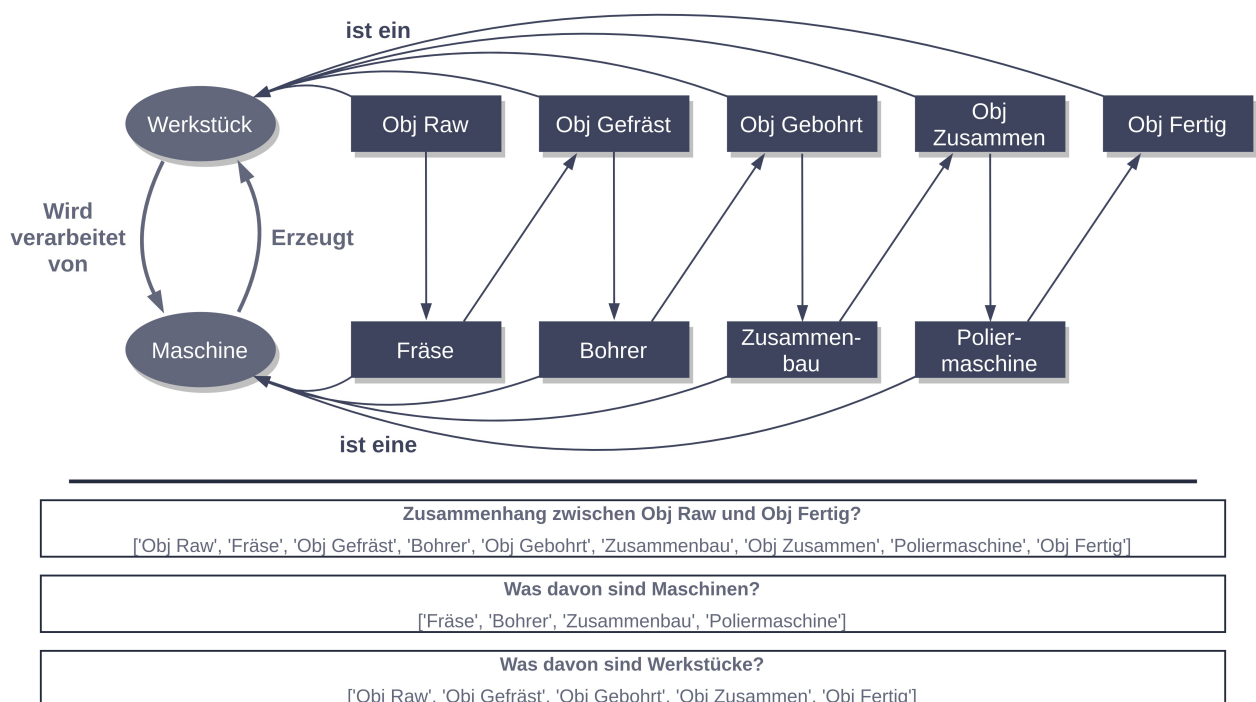 ist ein
Werkstück
Obj Raw
Obj Gefräst
Obj Gebohrt
Obj
Zusammen
Obj Fertig
Wird
verarbeitet
von
Erzeugt
Maschine
Fräse
Bohrer
Zusammen-
bau
Polier-
maschine
ist eine
Zusammenhang zwischen Obj Raw und Obj Fertig?
['Obj Raw', 'Fräse', 'Obj Gefräst', 'Bohrer', 'Obj Gebohrt', 'Zusammenbau', 'Obj Zusammen', 'Poliermaschine', 'Obj Fertig']
Was davon sind Maschinen?
['Fräse', 'Bohrer', 'Zusammenbau', 'Poliermaschine']
Was davon sind Werkstücke?
['Obj Raw', 'Obj Gefräst', 'Obj Gebohrt', 'Obj Zusammen', 'Obj Fertig']